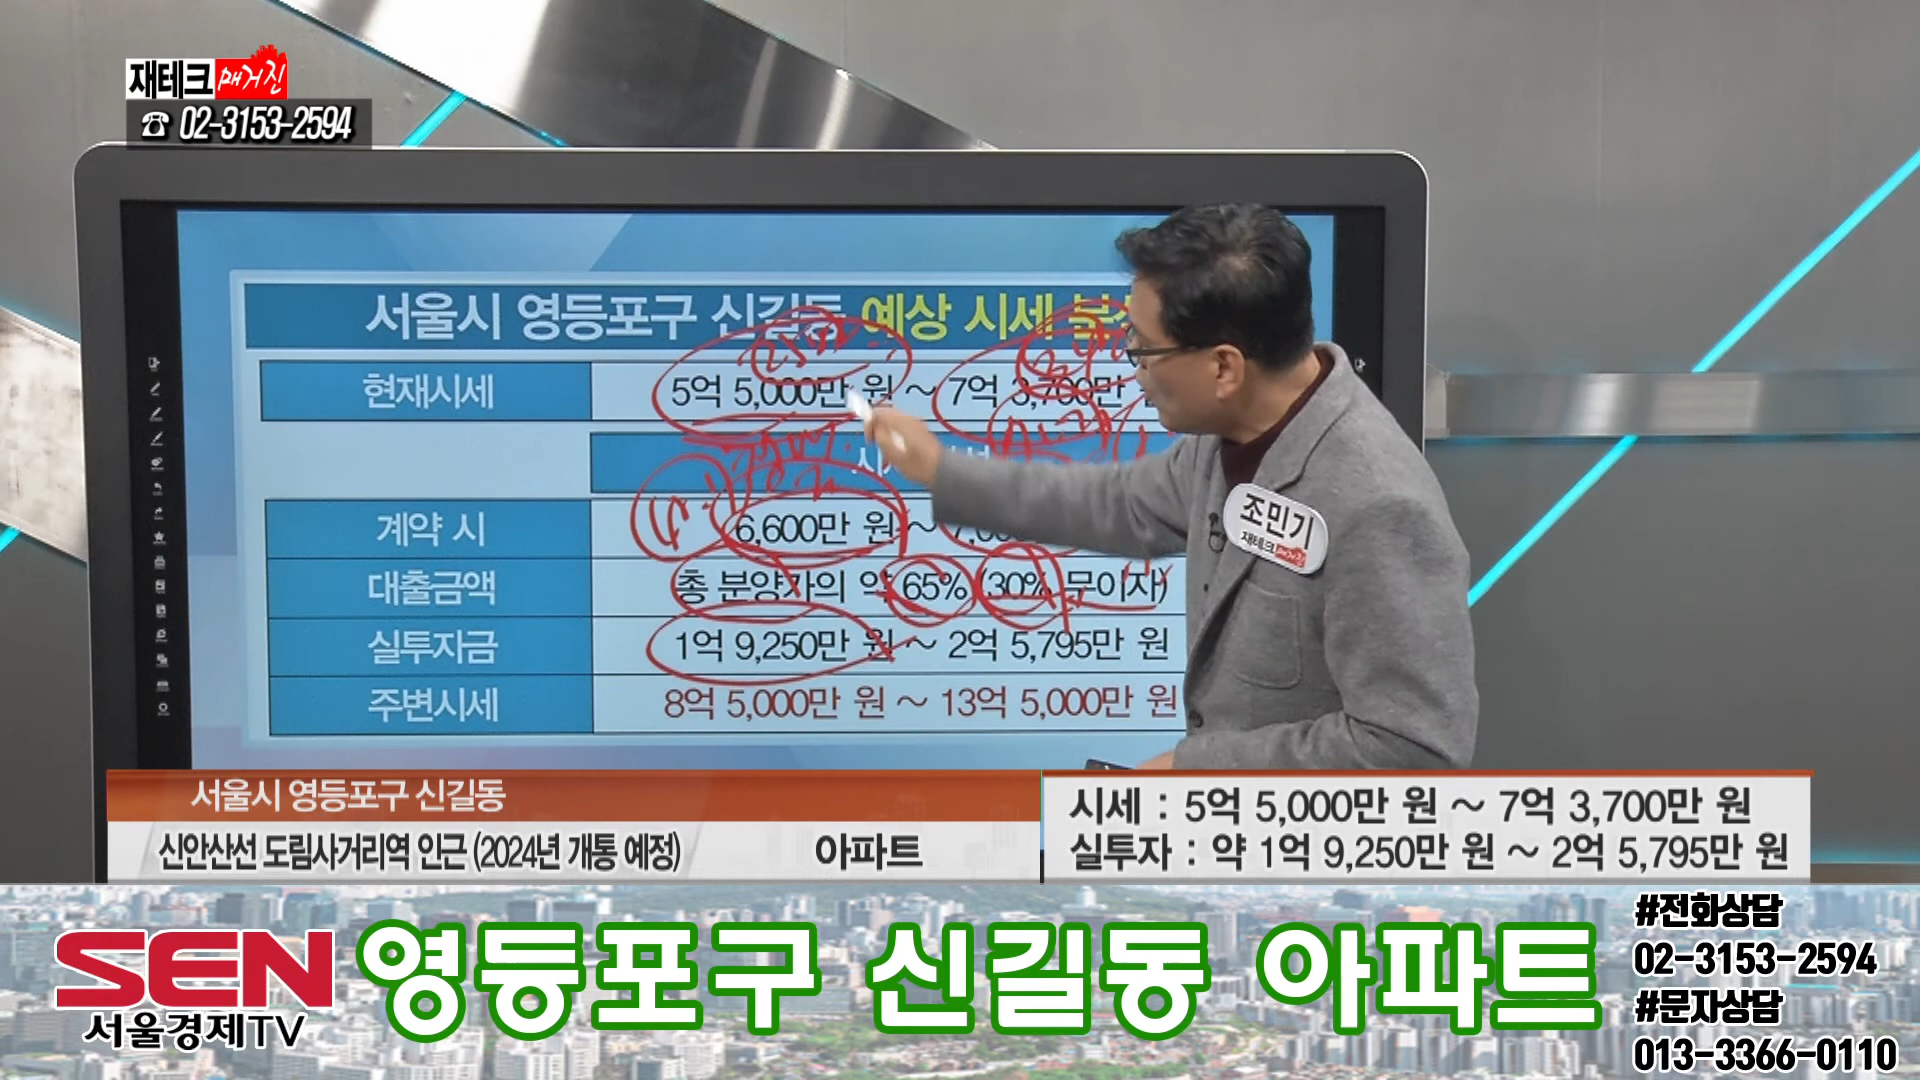 재테크 매거진
☎ 02-3153-2594
서울시 영등포구 신길동 예상 시세
현재시세 5억 5,000만 원 ~ 7억 3,700만
계약 시 6,600만 원 ~
대출금액 총 분양가의 약 65% (30% 무이자)
실투자금 1억 9,250만 원 ~ 2억 5,795만 원
주변시세 8억 5,000만 원 ~ 13억 5,000만 원
조민기
재테크 매거진
서울시 영등포구 신길동
신안산선 도림사거리역 인근 (2024년 개통 예정) 아파트
시세 : 5억 5,000만 원 ~ 7억 3,700만 원
실투자 : 약 1억 9,250만 원 ~ 2억 5,795만 원
SEN
서울경제TV
영등포구 신길동 아파트
#전화상담
02-3153-2594
#문자상담
013-3366-0110